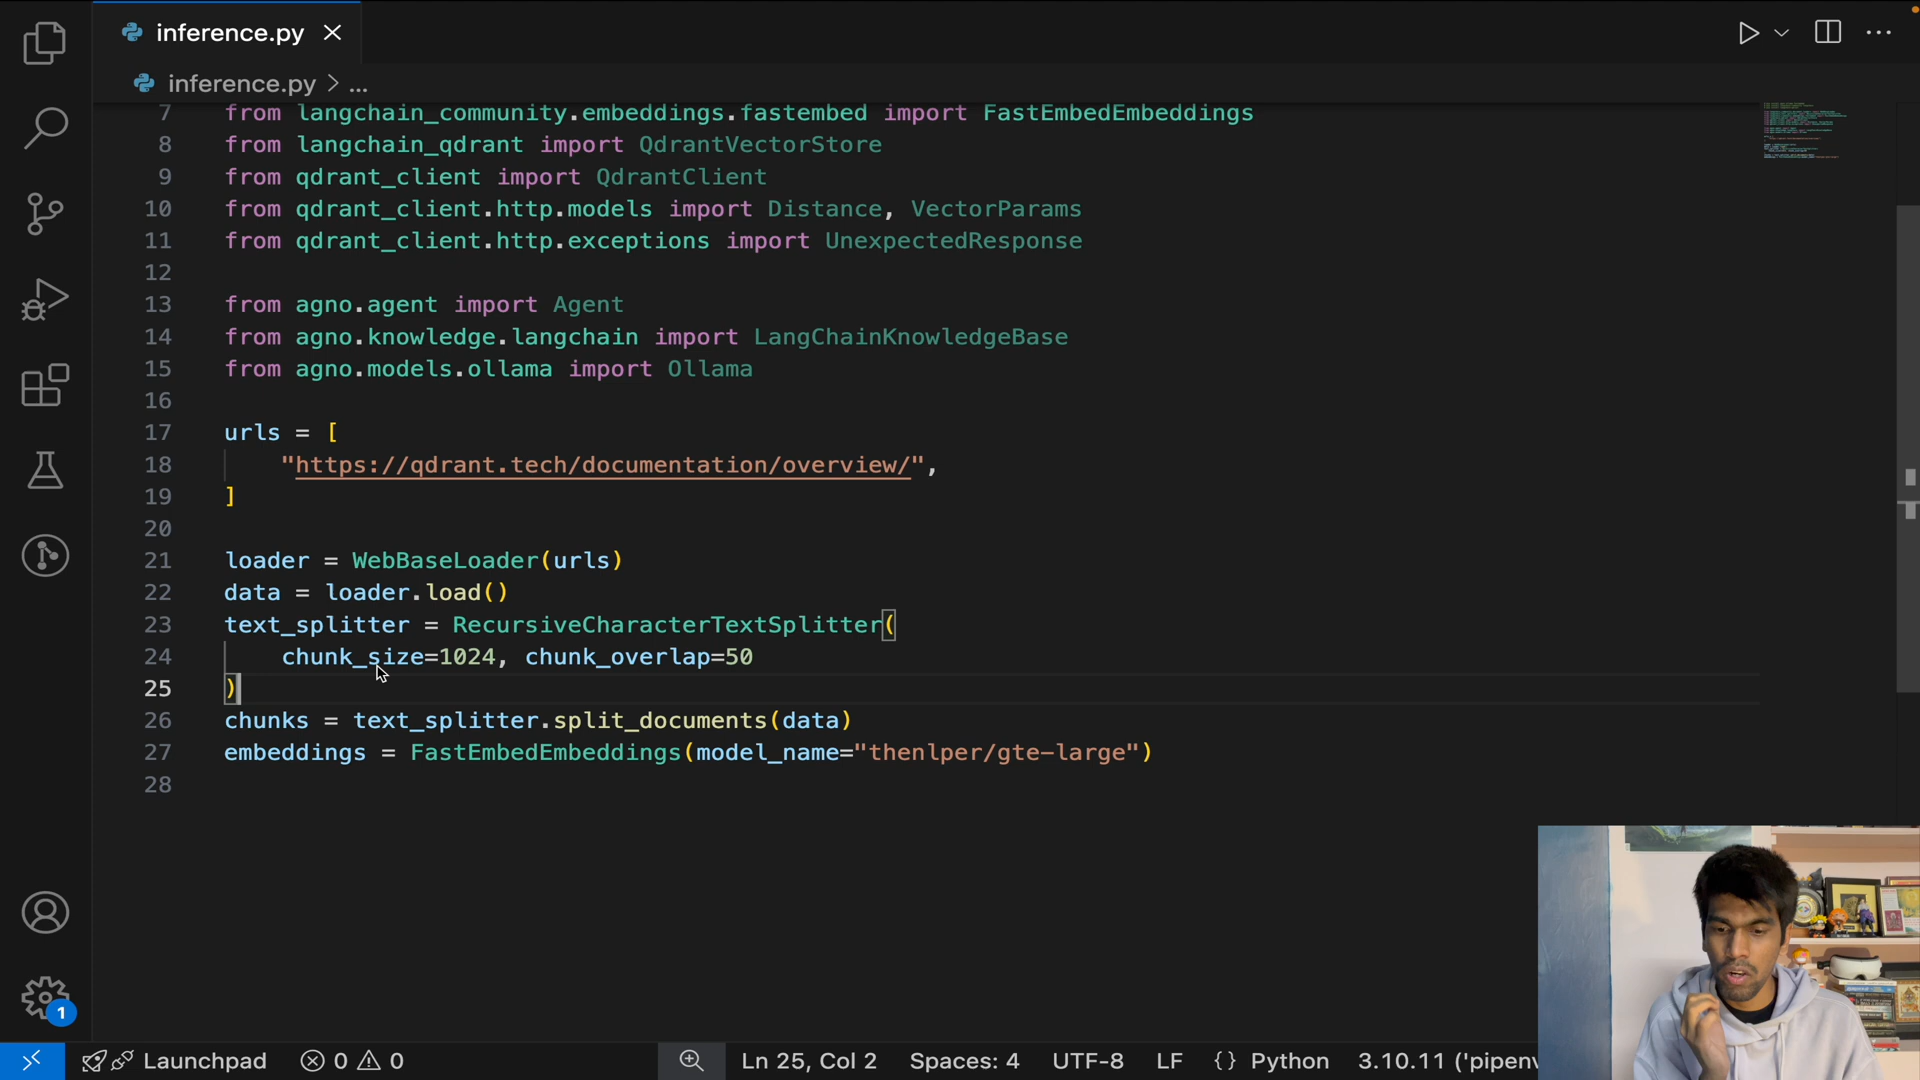 inference.py
inference.py > ...
7 from langchain_community.embeddings.fastembed import FastEmbedEmbeddings
8 from langchain_qdrant import QdrantVectorStore
9 from qdrant_client import QdrantClient
10 from qdrant_client.http.models import Distance, VectorParams
11 from qdrant_client.http.exceptions import UnexpectedResponse
12
13 from agno.agent import Agent
14 from agno.knowledge.langchain import LangChainKnowledgeBase
15 from agno.models.ollama import Ollama
16
17 urls = [
18 "https://qdrant.tech/documentation/overview/",
19 ]
20
21 loader = WebBaseLoader(urls)
22 data = loader.load()
23 text_splitter = RecursiveCharacterTextSplitter(
24 chunk_size=1024, chunk_overlap=50
25 )
26 chunks = text_splitter.split_documents(data)
27 embeddings = FastEmbedEmbeddings(model_name="thenlper/gte-large")
28
1
Launchpad 0 0 Ln 25, Col 2 Spaces: 4 UTF-8 LF {} Python 3.10.11 ('pipenv